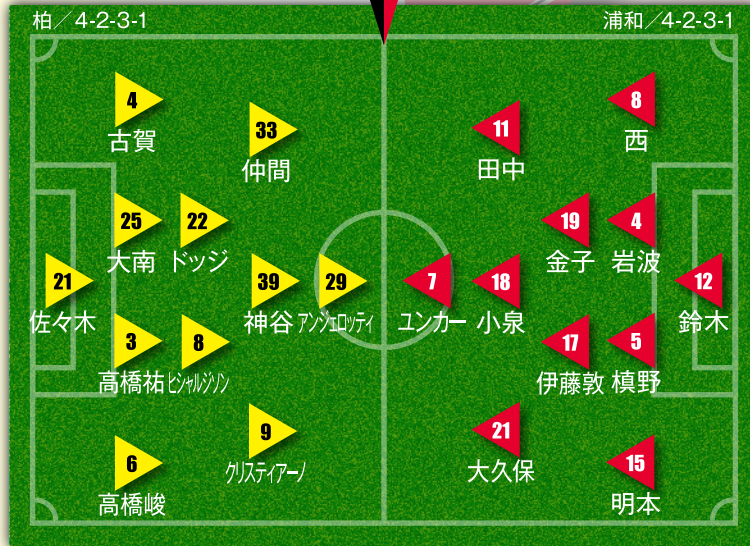 柏／4-2-3-1
浦和／4-2-3-1
4
古賀
33
仲間
25
大南
22
ドッジ
21
佐々木
39
神谷
29
アンジェロッティ
3
高橋祐
8
ヒシャルジソン
9
クリスティアーノ
6
高橋峻
11
田中
8
西
19
金子
4
岩波
7
ユンカー
18
小泉
12
鈴木
17
伊藤敦
5
槙野
21
大久保
15
明本